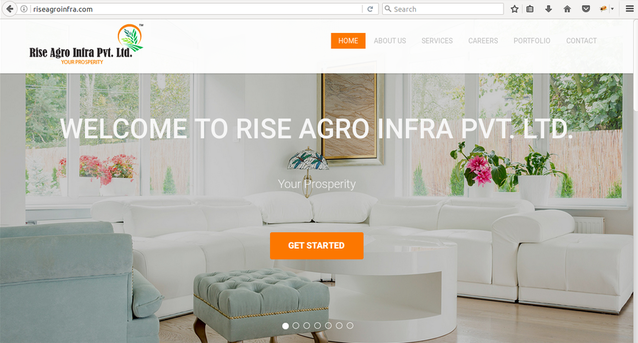 riseagroinfra.com
Search
TM
Rise Agro Infra Pvt. Ltd.
YOUR PROSPERITY
HOME ABOUT US SERVICES CAREERS PORTFOLIO CONTACT
WELCOME TO RISE AGRO INFRA PVT. LTD.
Your Prosperity
GET STARTED